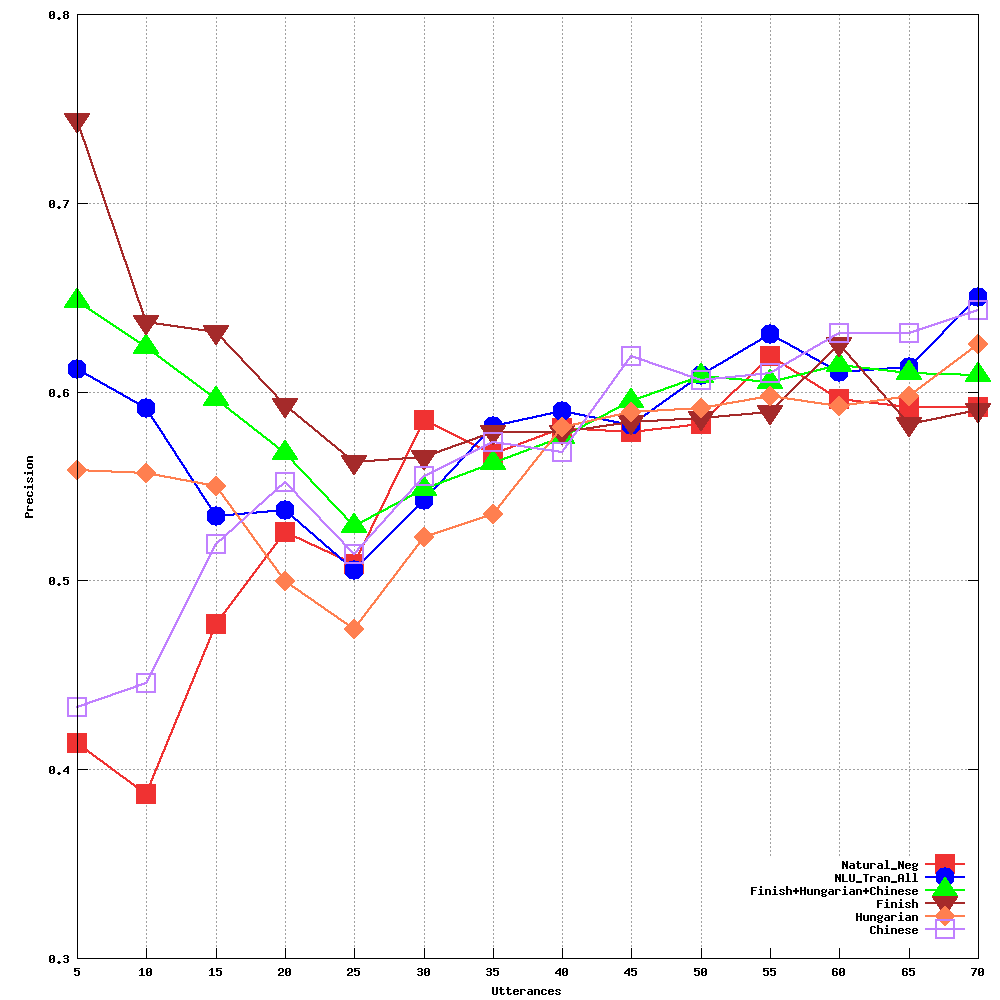 0.8
0.7
0.6
0.5
0.4
0.3
Precision
5 10 15 20 25 30 35 40 45 50 55 60 65 70
Utterances
Natural_Neg
NLU_Tran_All
Finish+Hungarian+Chinese
Finish
Hungarian
Chinese